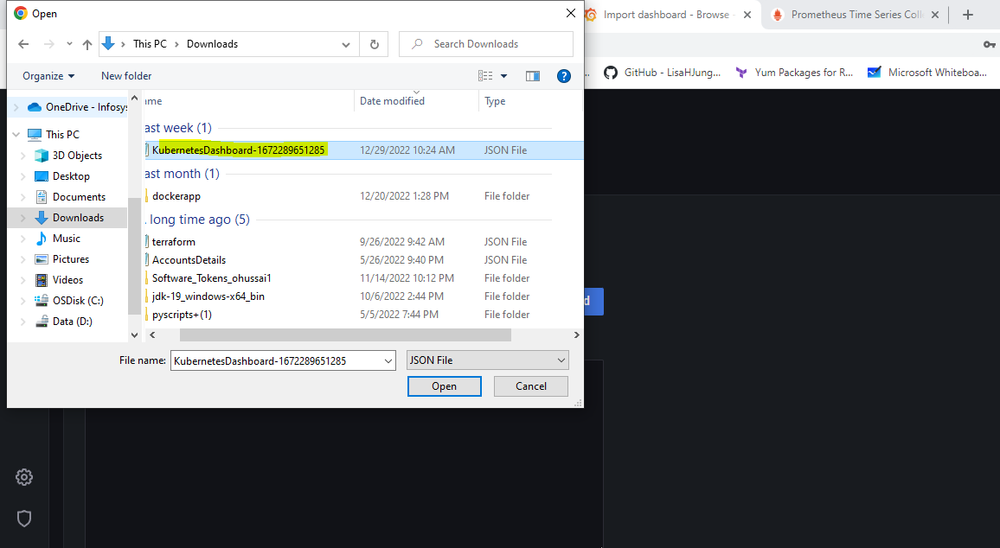 Open
Import dashboard - Browse
Prometheus Time Series Coll
This PC
Downloads
Search Downloads
Organize
New folder
GitHub - LisaHJung...
Yum Packages for R...
Microsoft Whiteboa...
OneDrive - Infosys
This PC
3D Objects
Desktop
Documents
Downloads
Music
Pictures
Videos
OSDisk (C:)
Data (D:)
ame
Date modified
Type
ast week (1)
KubernetesDashboard-1672289651285
12/29/2022 10:24 AM
JSON File
ast month (1)
dockerapp
12/20/2022 1:28 PM
File folder
long time ago (5)
terraform
9/26/2022 9:42 AM
JSON File
AccountsDetails
5/26/2022 9:40 PM
JSON File
Software_Tokens_ohussai1
11/14/2022 10:12 PM
File folder
jdk-19_windows-x64_bin
10/6/2022 2:44 PM
File folder
pyscripts+(1)
5/5/2022 7:44 PM
File folder
d
File name:
KubernetesDashboard-1672289651285
JSON File
Open
Cancel